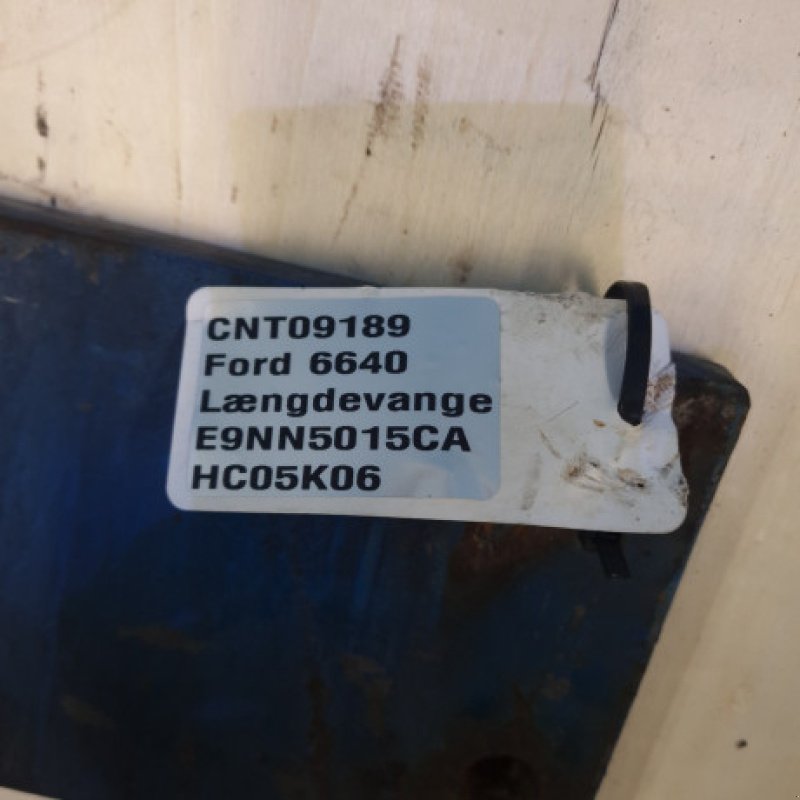 CNT09189
Ford 6640
Længdevange
E9NN5015CA
HC05K06